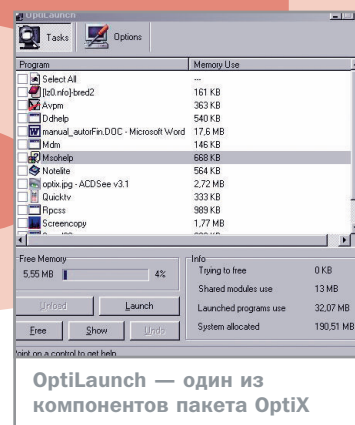 OptiLaunch
Tasks Options
Program Memory Use
Select All ...
[lz0.nfo]-bred2 161 KB
Avpm 363 KB
Ddhelp 540 KB
manual_autorFin.DOC - Microsoft Word 17,6 MB
Mdm 146 KB
Msohelp 668 KB
Notelite 564 KB
optix.jpg - ACDSee v3.1 2,72 MB
Quicktv 333 KB
Rpcss 989 KB
Screencopy 1,77 MB
Free Memory
5,55 MB 4%
Unload Launch
Free Show Undo
Info
Trying to free 0 KB
Shared modules use 13 MB
Launched programs use 32,07 MB
System allocated 190,51 MB
Point on a control to get help
OptiLaunch — один из
компонентов пакета OptiX